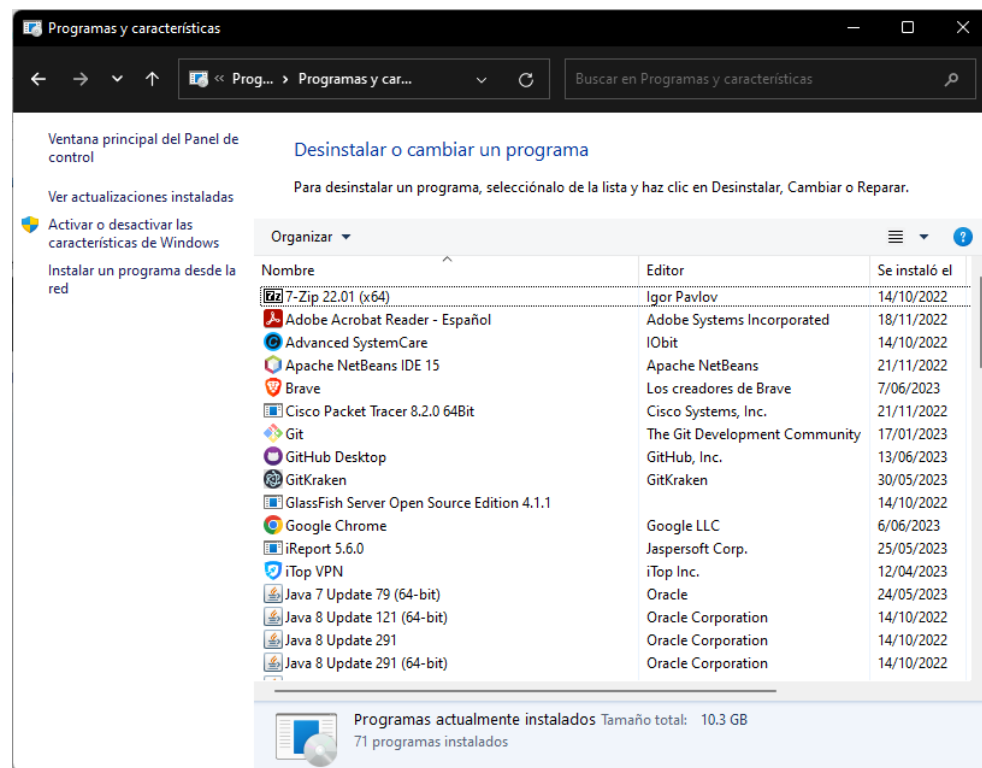 Programas y características
« Prog... › Programas y car...
Buscar en Programas y características
Ventana principal del Panel de
control
Ver actualizaciones instaladas
Activar o desactivar las
características de Windows
Instalar un programa desde la
red
Desinstalar o cambiar un programa
Para desinstalar un programa, selecciónalo de la lista y haz clic en Desinstalar, Cambiar o Reparar.
Organizar
Nombre Editor Se instaló el
7-Zip 22.01 (x64) Igor Pavlov 14/10/2022
Adobe Acrobat Reader - Español Adobe Systems Incorporated 18/11/2022
Advanced SystemCare IObit 14/10/2022
Apache NetBeans IDE 15 Apache NetBeans 21/11/2022
Brave Los creadores de Brave 7/06/2023
Cisco Packet Tracer 8.2.0 64Bit Cisco Systems, Inc. 21/11/2022
Git The Git Development Community 17/01/2023
GitHub Desktop GitHub, Inc. 13/06/2023
GitKraken GitKraken 30/05/2023
GlassFish Server Open Source Edition 4.1.1 14/10/2022
Google Chrome Google LLC 6/06/2023
iReport 5.6.0 Jaspersoft Corp. 25/05/2023
iTop VPN iTop Inc. 12/04/2023
Java 7 Update 79 (64-bit) Oracle 24/05/2023
Java 8 Update 121 (64-bit) Oracle Corporation 14/10/2022
Java 8 Update 291 Oracle Corporation 14/10/2022
Java 8 Update 291 (64-bit) Oracle Corporation 14/10/2022
Programas actualmente instalados Tamaño total: 10.3 GB
71 programas instalados